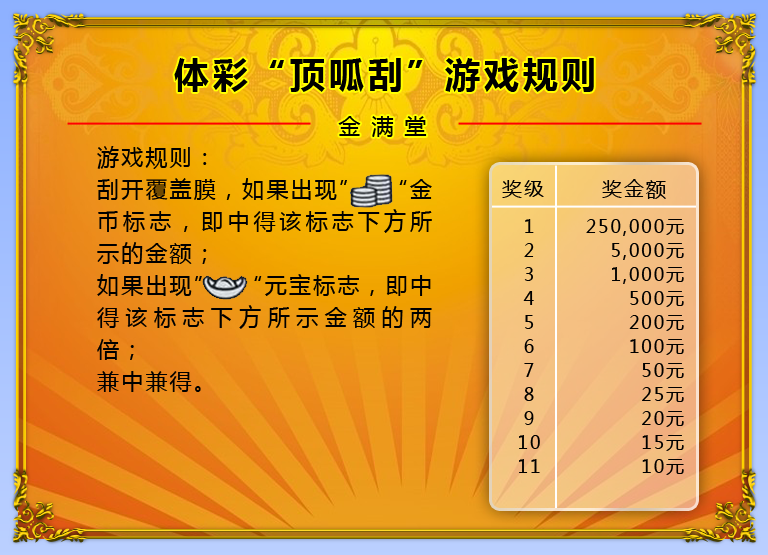 体彩“顶呱刮”游戏规则
金满堂
游戏规则：
刮开覆盖膜，如果出现”“金
币标志，即中得该标志下方所
示的金额；
如果出现”“元宝标志，即中
得该标志下方所示金额的两
倍；
兼中兼得。
奖级 奖金额
1 250,000元
2 5,000元
3 1,000元
4 500元
5 200元
6 100元
7 50元
8 25元
9 20元
10 15元
11 10元